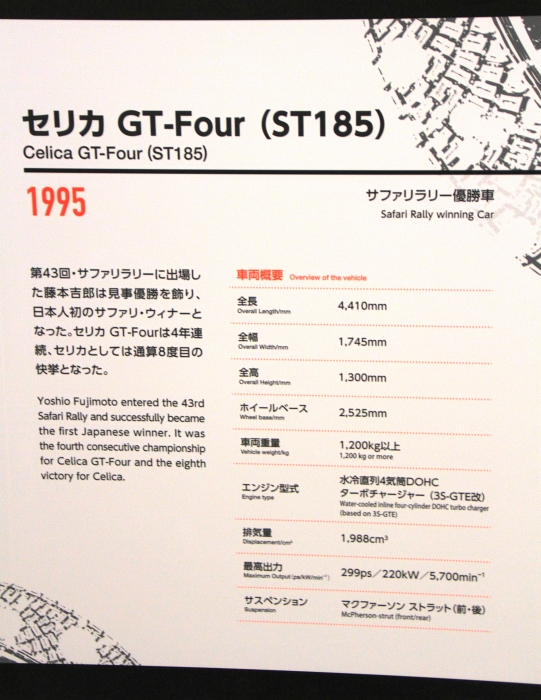 セリカ GT-Four（ST185）
Celica GT-Four (ST185)
1995
サファリラリー優勝車
Safari Rally winning Car
第43回・サファリラリーに出場し
た藤本吉郎は見事優勝を飾り、
日本人初のサファリ・ウィナーと
なった。セリカ GT-Fourは4年連
続、セリカとしては通算8度目の
快挙となった。
Yoshio Fujimoto entered the 43rd
Safari Rally and successfully became
the first Japanese winner. It was
the fourth consecutive championship
for Celica GT-Four and the eighth
victory for Celica.
車両概要 Overview of the vehicle
全長 4,410mm
Overall Length/mm
全幅 1,745mm
Overall Width/mm
全高 1,300mm
Overall Height/mm
ホイールベース 2,525mm
Wheel base/mm
車両重量 1,200kg以上
Vehicle weight/kg 1,200 kg or more
エンジン型式 水冷直列4気筒DOHC
ターボチャージャー（3S-GTE改）
Engine type Water-cooled inline four-cylinder DOHC turbo charger
(based on 3S-GTE)
排気量 1,988cm³
Displacement/cm³
最高出力 299ps／220kW／5,700min⁻¹
Maximum Output(ps/kW/min⁻¹)
サスペンション マクファーソン ストラット（前・後）
Suspension McPherson-strut (front/rear)